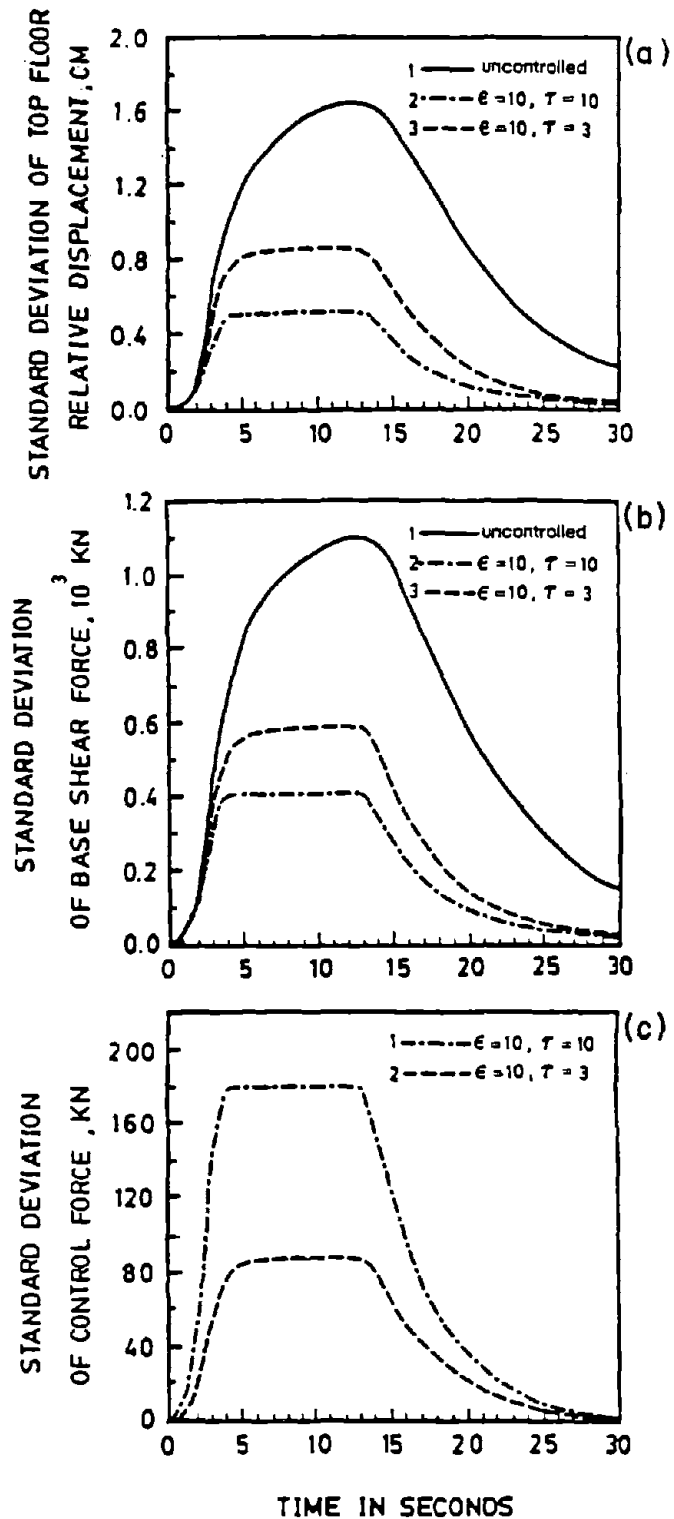 (a)
STANDARD DEVIATION OF TOP FLOOR
RELATIVE DISPLACEMENT, CM
2.0
1.6
1.2
0.8
0.4
0.0
1 uncontrolled
2 ϵ=10, τ=10
3 ϵ=10, τ=3
0 5 10 15 20 25 30
(b)
STANDARD DEVIATION
OF BASE SHEAR FORCE, 10³ KN
1.2
1.0
0.8
0.6
0.4
0.2
0.0
1 uncontrolled
2 ϵ=10, τ=10
3 ϵ=10, τ=3
0 5 10 15 20 25 30
(c)
STANDARD DEVIATION
OF CONTROL FORCE, KN
200
160
120
80
40
0
1 ϵ=10, τ=10
2 ϵ=10, τ=3
0 5 10 15 20 25 30
TIME IN SECONDS